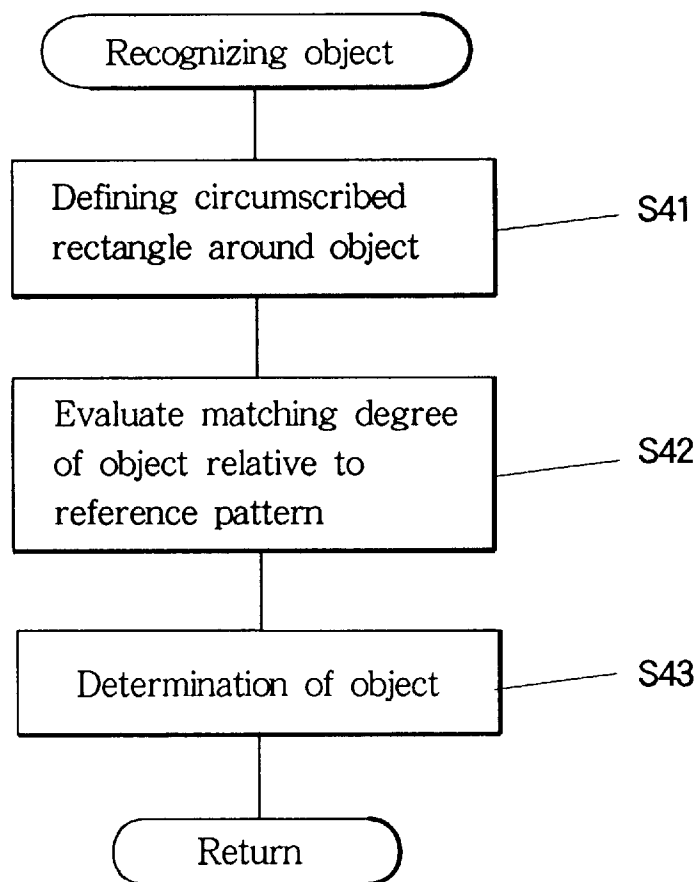 Recognizing object
Defining circumscribed
rectangle around object
S41
Evaluate matching degree
of object relative to
reference pattern
S42
Determination of object
S43
Return